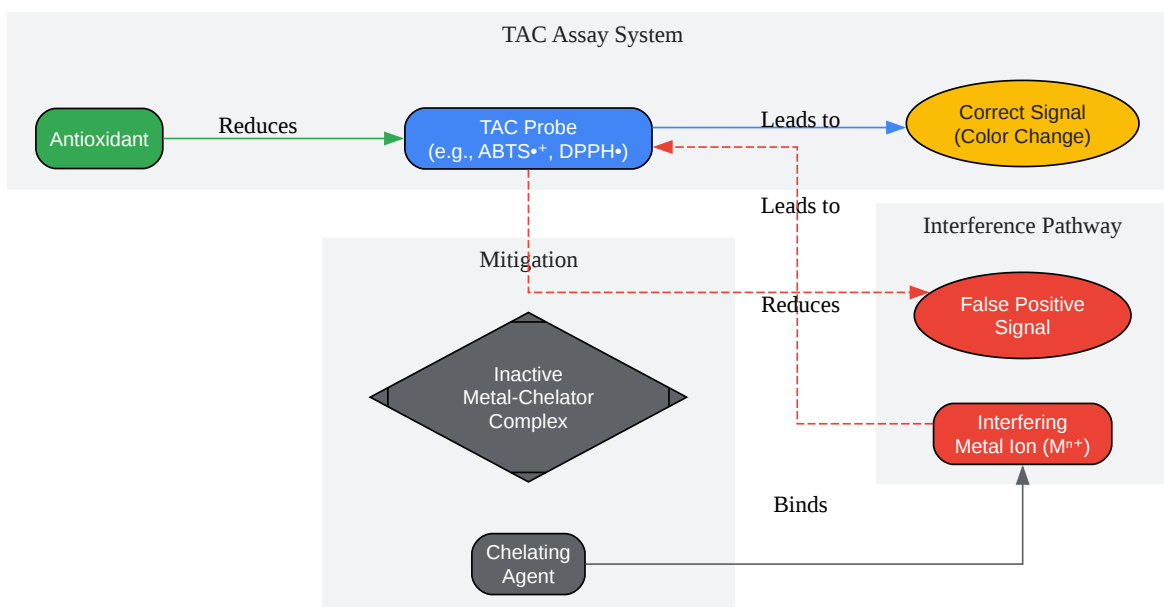 TAC Assay System
Antioxidant
Reduces
TAC Probe
(e.g., ABTS•⁺, DPPH•)
Leads to
Correct Signal
(Color Change)
Leads to
Interference Pathway
Mitigation
Reduces
False Positive
Signal
Inactive
Metal-Chelator
Complex
Interfering
Metal Ion (Mⁿ⁺)
Binds
Chelating
Agent